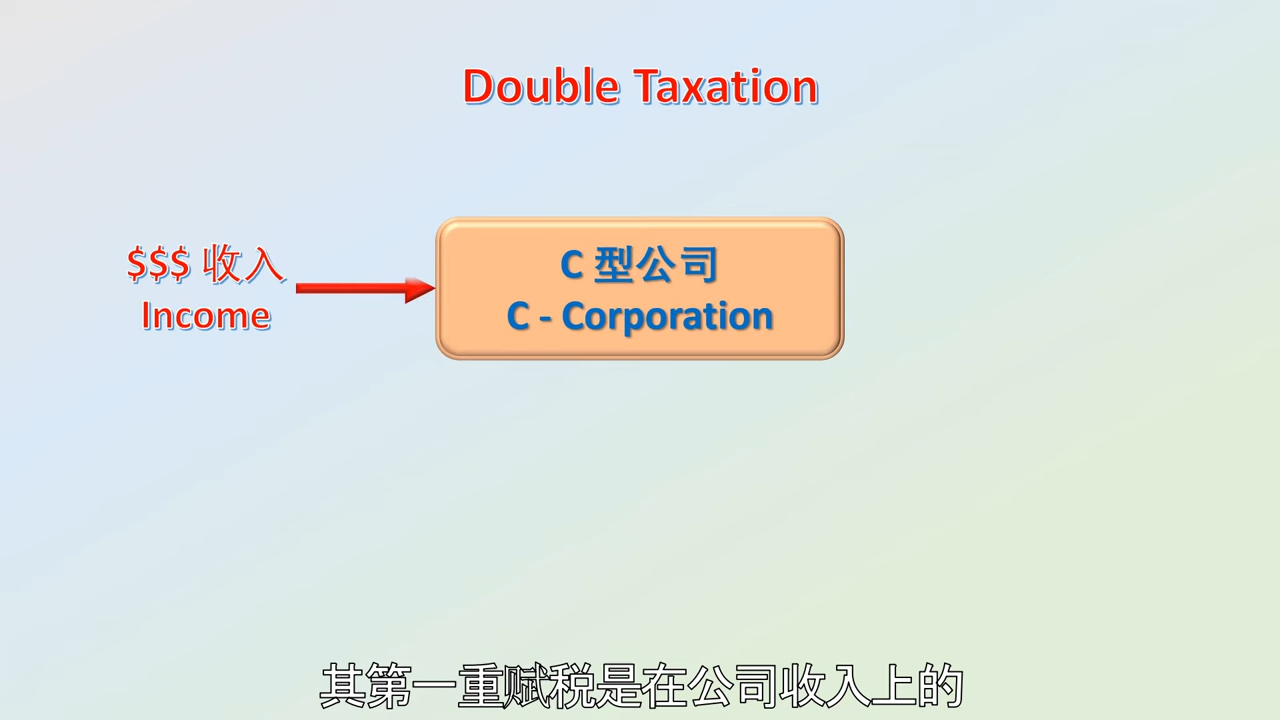 Double Taxation
$$$ 收入
Income
C 型公司
C - Corporation
其第一重赋税是在公司收入上的